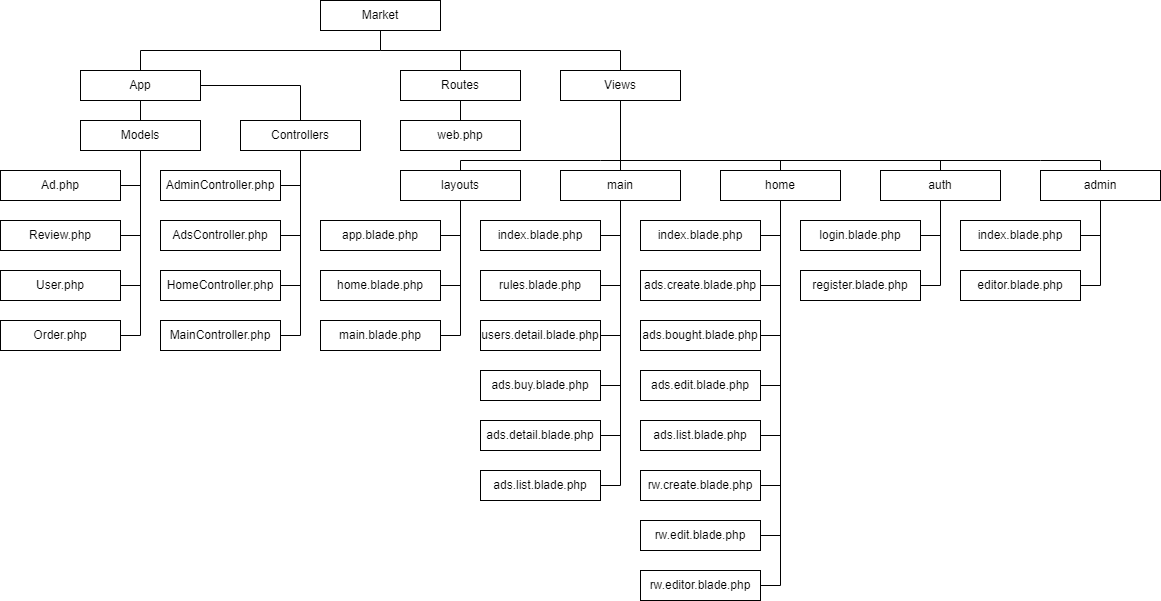 Market
App
Routes
Views
Models
Controllers
web.php
Ad.php
AdminController.php
layouts
main
home
auth
admin
Review.php
AdsController.php
app.blade.php
index.blade.php
index.blade.php
login.blade.php
index.blade.php
User.php
HomeController.php
home.blade.php
rules.blade.php
ads.create.blade.php
register.blade.php
editor.blade.php
Order.php
MainController.php
main.blade.php
users.detail.blade.php
ads.bought.blade.php
ads.buy.blade.php
ads.edit.blade.php
ads.detail.blade.php
ads.list.blade.php
ads.list.blade.php
rw.create.blade.php
rw.edit.blade.php
rw.editor.blade.php